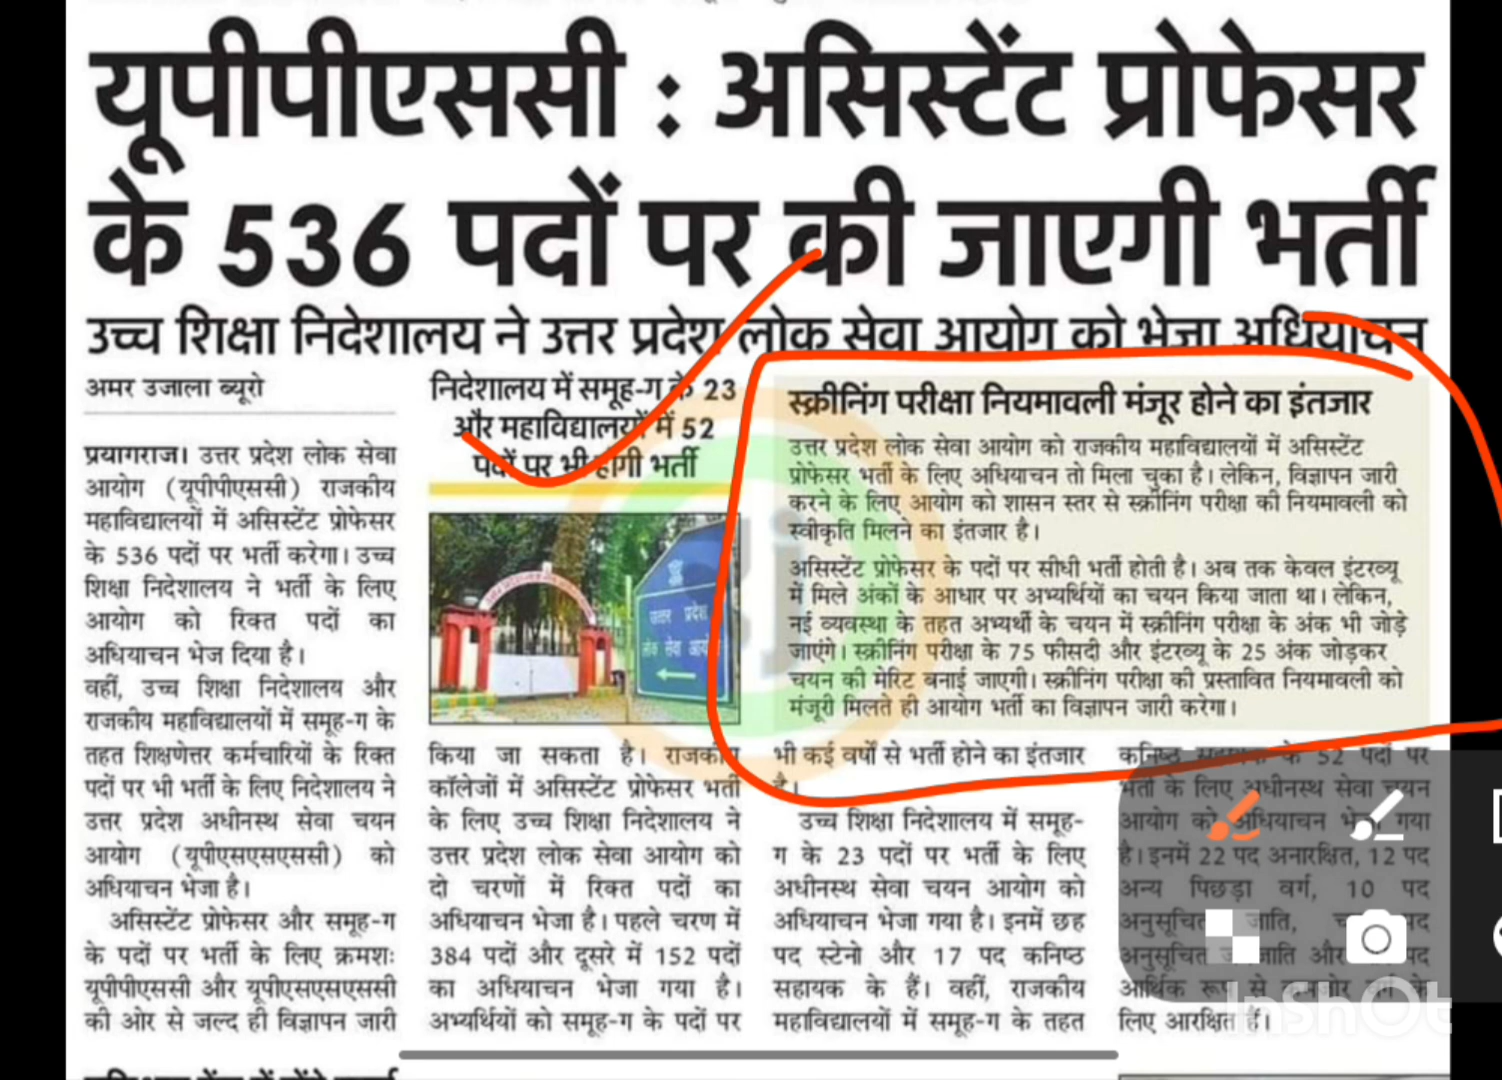 यूपीपीएससी : असिस्टेंट प्रोफेसर
के 536 पदों पर की जाएगी भर्ती
उच्च शिक्षा निदेशालय ने उत्तर प्रदेश लोक सेवा आयोग को भेजा अधियाचन
अमर उजाला ब्यूरो
प्रयागराज। उत्तर प्रदेश लोक सेवा
आयोग (यूपीपीएससी) राजकीय
महाविद्यालयों में असिस्टेंट प्रोफेसर
के 536 पदों पर भर्ती करेगा। उच्च
शिक्षा निदेशालय ने भर्ती के लिए
आयोग को रिक्त पदों का
अधियाचन भेज दिया है।
वहीं, उच्च शिक्षा निदेशालय और
राजकीय महाविद्यालयों में समूह-ग के
तहत शिक्षणेत्तर कर्मचारियों के रिक्त
पदों पर भी भर्ती के लिए निदेशालय ने
उत्तर प्रदेश अधीनस्थ सेवा चयन
आयोग (यूपीएसएसएससी) को
अधियाचन भेजा है।
असिस्टेंट प्रोफेसर और समूह-ग
के पदों पर भर्ती के लिए क्रमशः
यूपीपीएससी और यूपीएसएसएससी
की ओर से जल्द ही विज्ञापन जारी
निदेशालय में समूह-ग के 23
और महाविद्यालयों में 52
पदों पर भी होगी भर्ती
उत्तर प्रदेश
लोक सेवा आयोग
किया जा सकता है। राजकीय
कॉलेजों में असिस्टेंट प्रोफेसर भर्ती
के लिए उच्च शिक्षा निदेशालय ने
उत्तर प्रदेश लोक सेवा आयोग को
दो चरणों में रिक्त पदों का
अधियाचन भेजा है। पहले चरण में
384 पदों और दूसरे में 152 पदों
का अधियाचन भेजा गया है।
अभ्यर्थियों को समूह-ग के पदों पर
स्क्रीनिंग परीक्षा नियमावली मंजूर होने का इंतजार
उत्तर प्रदेश लोक सेवा आयोग को राजकीय महाविद्यालयों में असिस्टेंट
प्रोफेसर भर्ती के लिए अधियाचन तो मिला चुका है। लेकिन, विज्ञापन जारी
करने के लिए आयोग को शासन स्तर से स्क्रीनिंग परीक्षा की नियमावली को
स्वीकृति मिलने का इंतजार है।
असिस्टेंट प्रोफेसर के पदों पर सीधी भर्ती होती है। अब तक केवल इंटरव्यू
में मिले अंकों के आधार पर अभ्यर्थियों का चयन किया जाता था। लेकिन,
नई व्यवस्था के तहत अभ्यर्थी के चयन में स्क्रीनिंग परीक्षा के अंक भी जोड़े
जाएंगे। स्क्रीनिंग परीक्षा के 75 फीसदी और इंटरव्यू के 25 अंक जोड़कर
चयन की मेरिट बनाई जाएगी। स्क्रीनिंग परीक्षा की प्रस्तावित नियमावली को
मंजूरी मिलते ही आयोग भर्ती का विज्ञापन जारी करेगा।
भी कई वर्षों से भर्ती होने का इंतजार
है।
उच्च शिक्षा निदेशालय में समूह-
ग के 23 पदों पर भर्ती के लिए
अधीनस्थ सेवा चयन आयोग को
अधियाचन भेजा गया है। इनमें छह
पद स्टेनो और 17 पद कनिष्ठ
सहायक के हैं। वहीं, राजकीय
महाविद्यालयों में समूह-ग के तहत
कनिष्ठ सहायक के 52 पदों पर
भर्ती के लिए अधीनस्थ सेवा चयन
आयोग को अधियाचन भेजा गया
है। इनमें 22 पद अनारक्षित, 12 पद
अन्य पिछड़ा वर्ग, 10 पद
अनुसूचित जाति, पद
अनुसूचित जाति और पद
आर्थिक रूप से कमजोर वर्ग के
लिए आरक्षित हैं।
InShOt